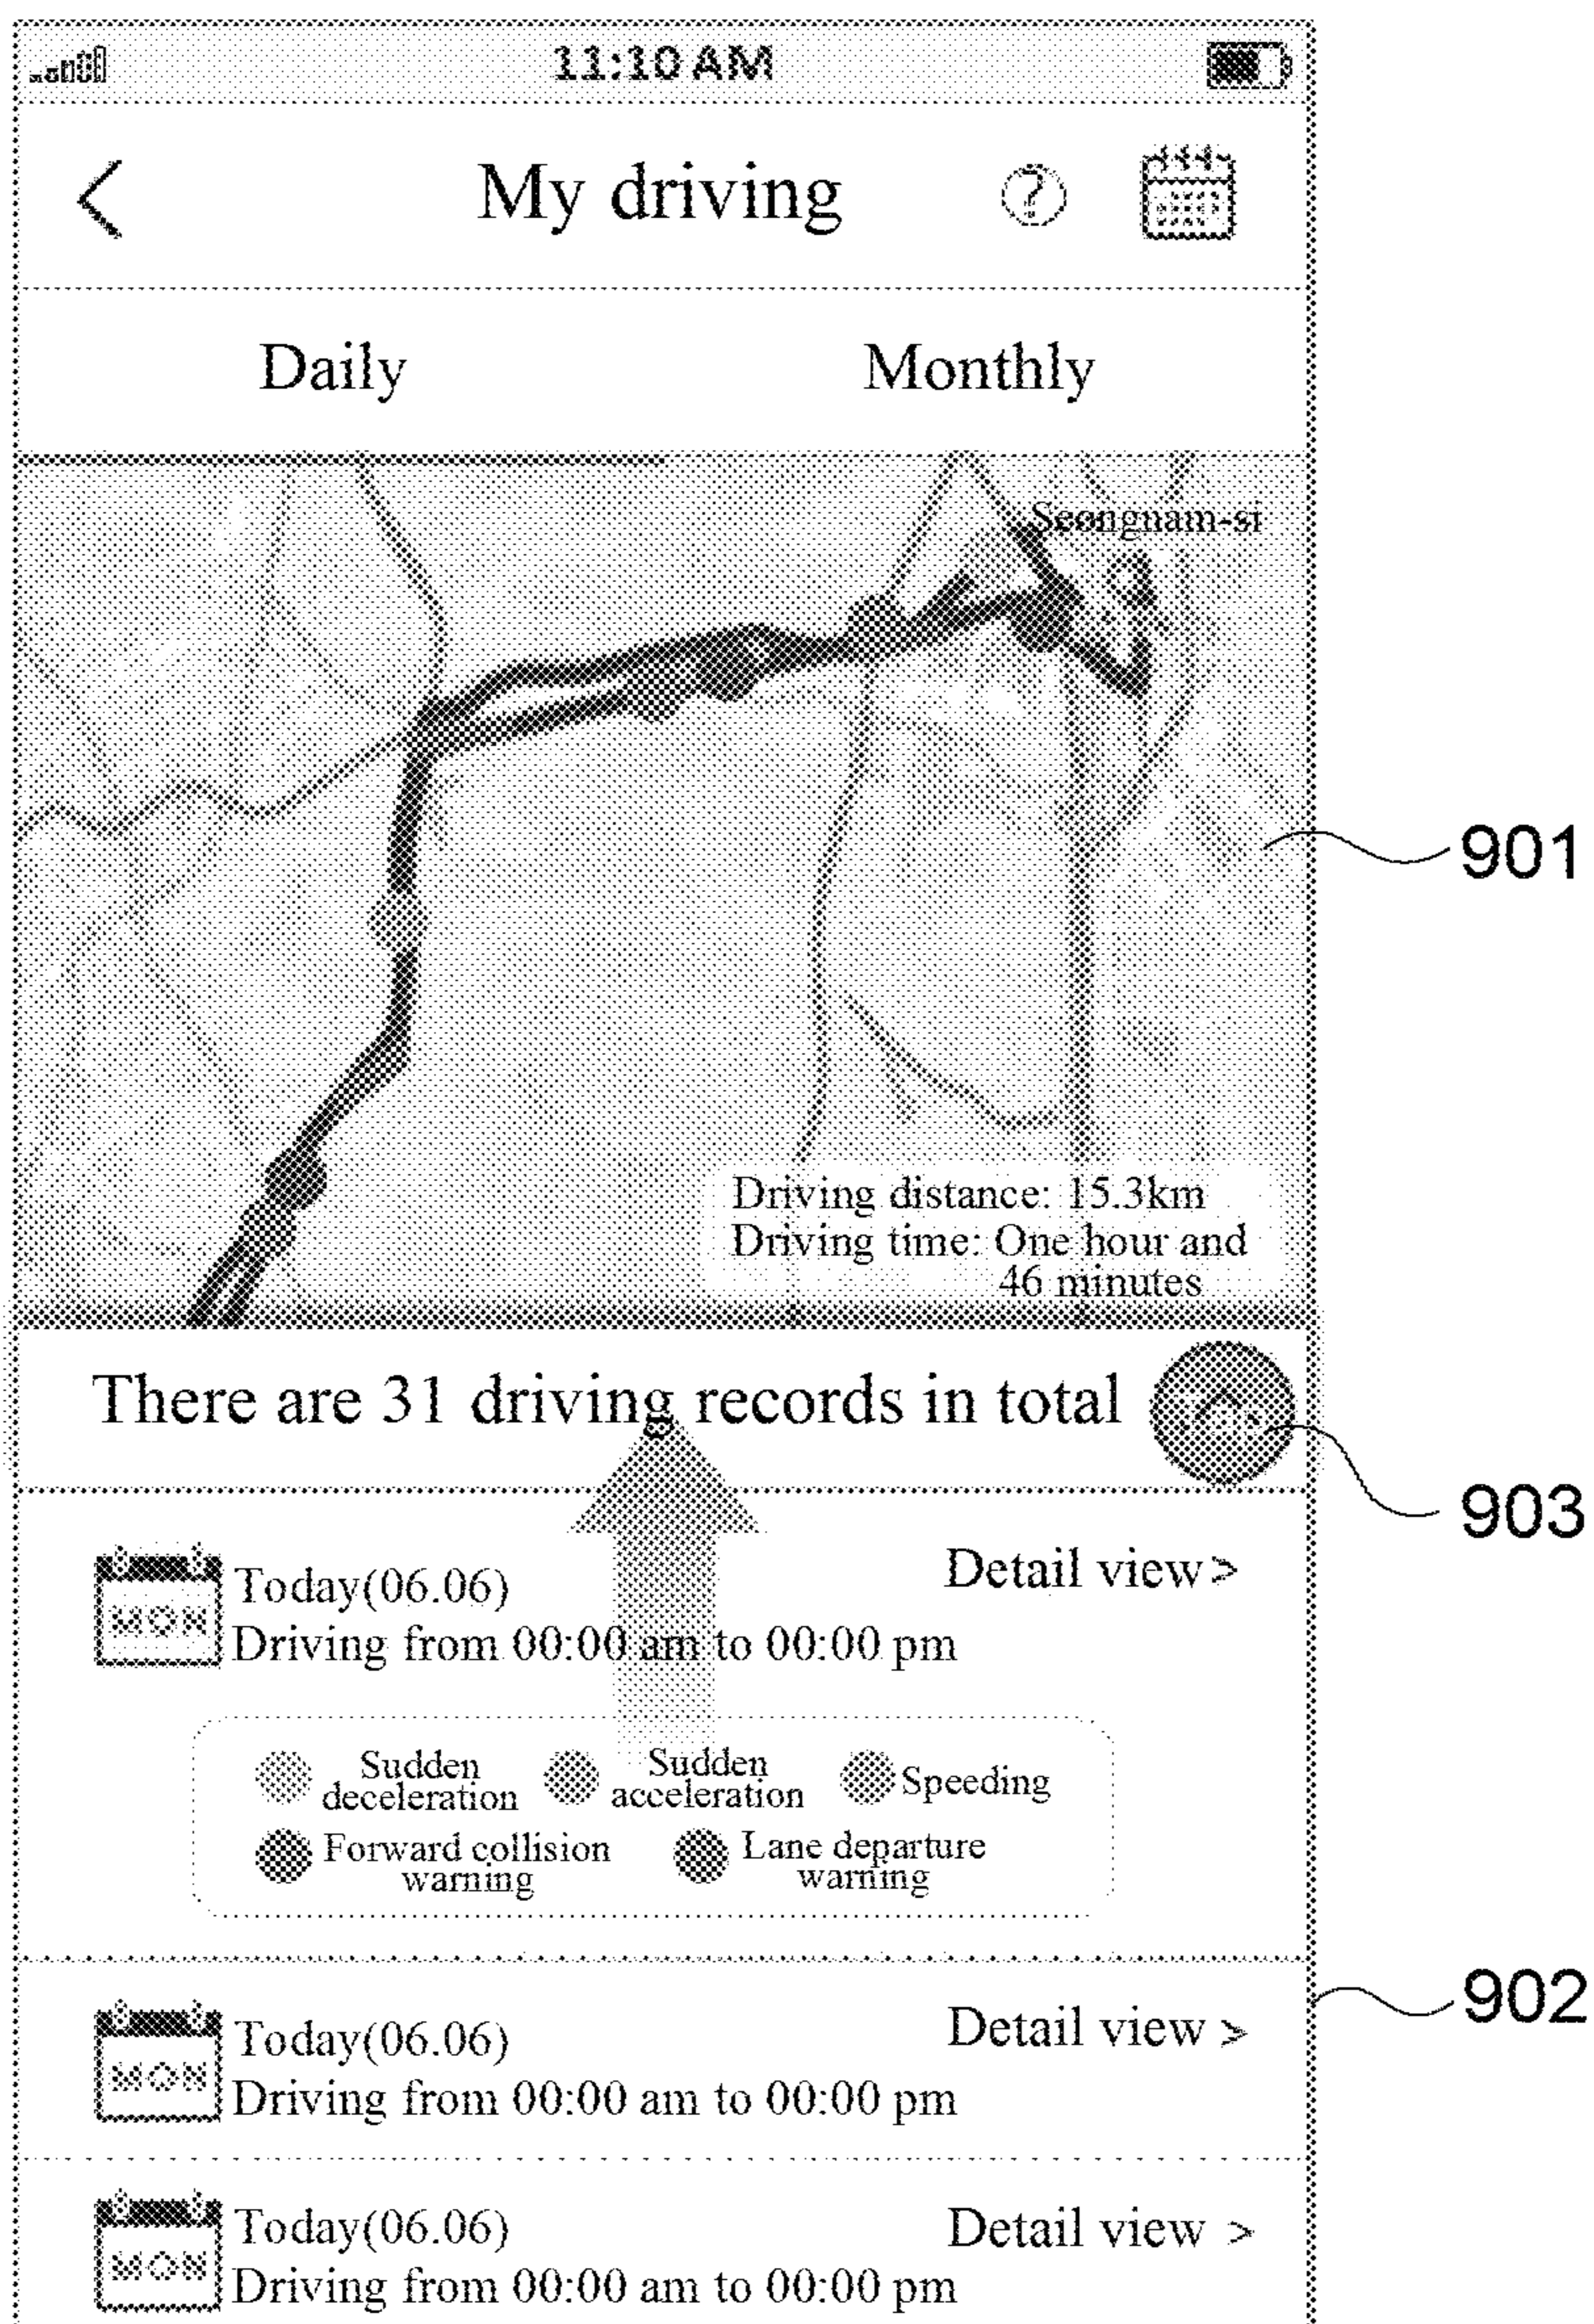 11:10 AM
My driving
?
Daily
Monthly
Seongnam-si
901
Driving distance: 15.3km
Driving time: One hour and
46 minutes
There are 31 driving records in total
903
MON
Today(06.06)
Detail view >
Driving from 00:00 am to 00:00 pm
Sudden
deceleration
Sudden
acceleration
Speeding
Forward collision
warning
Lane departure
warning
902
MON
Today(06.06)
Detail view >
Driving from 00:00 am to 00:00 pm
MON
Today(06.06)
Detail view >
Driving from 00:00 am to 00:00 pm